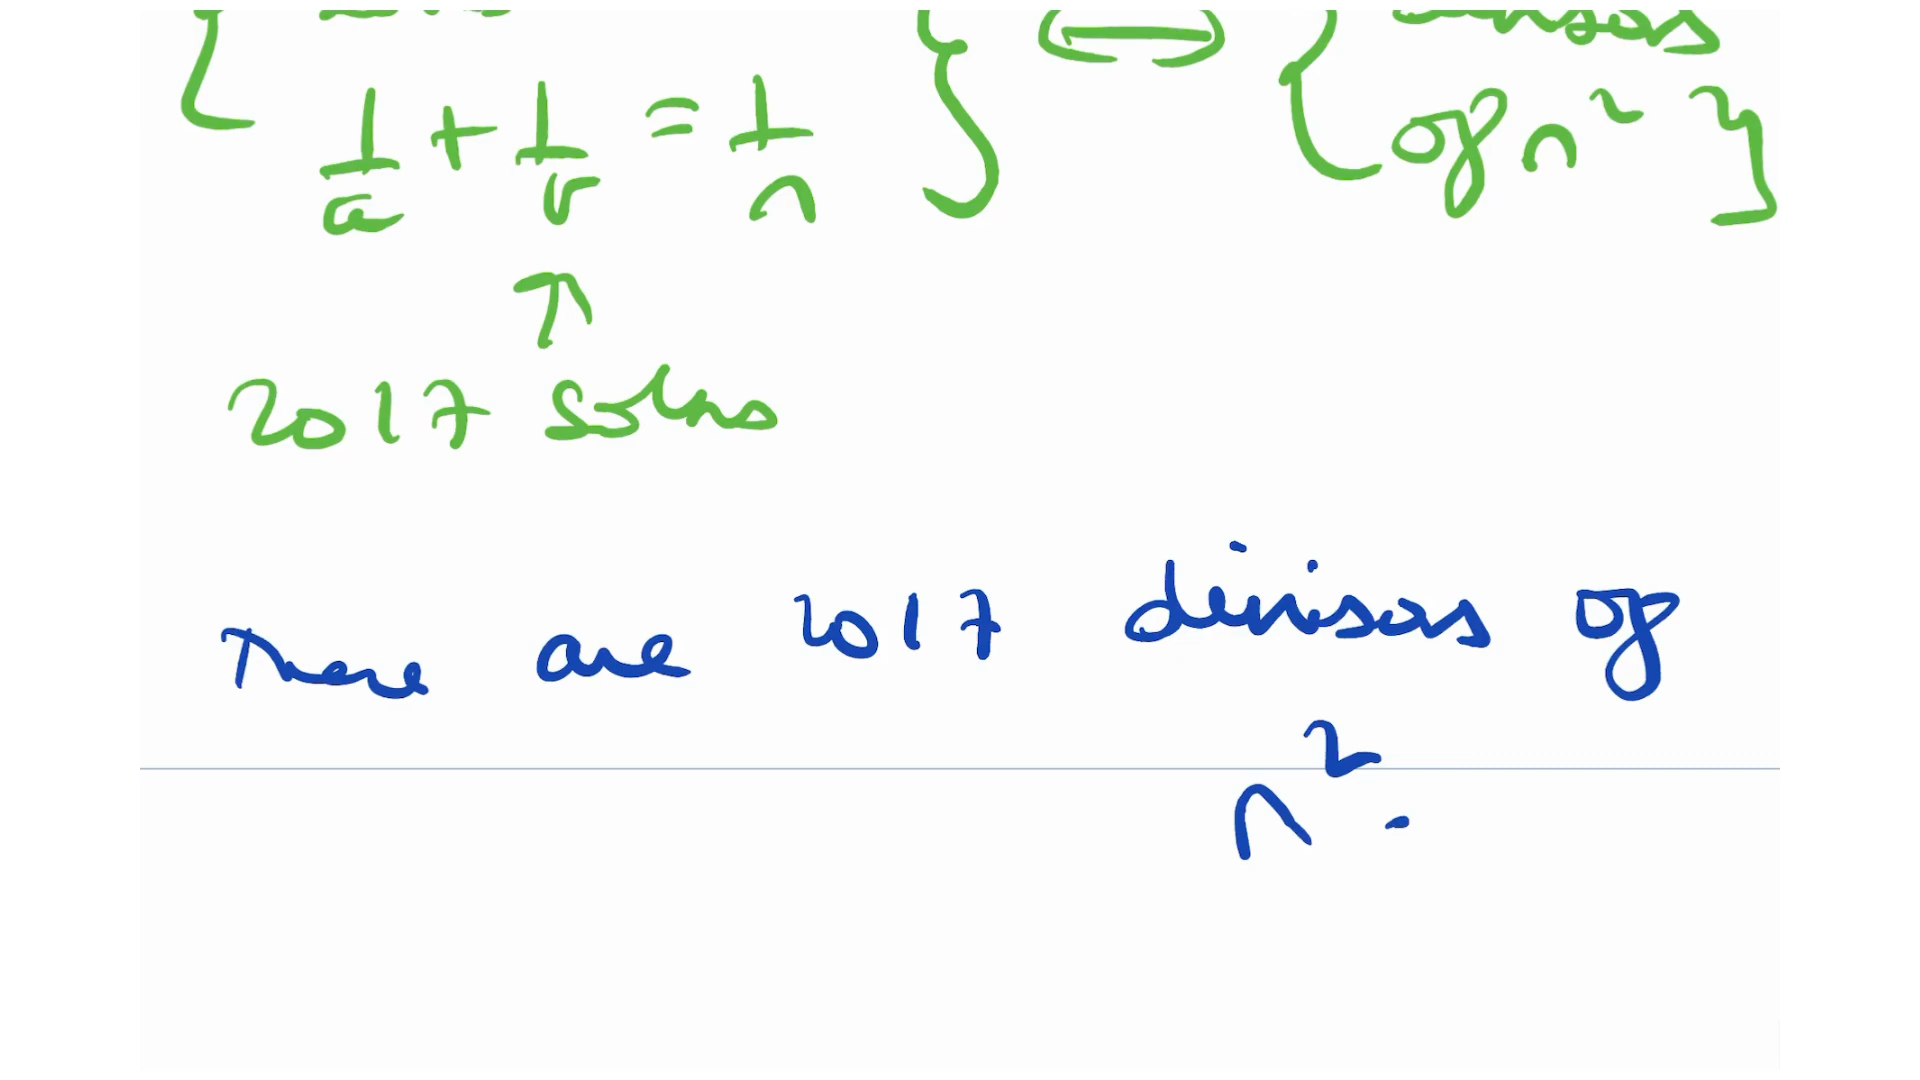 1/a + 1/b = 1/n } ⟺ { of n² }
↑
2017 solns
There are 2017 divisors of
n².